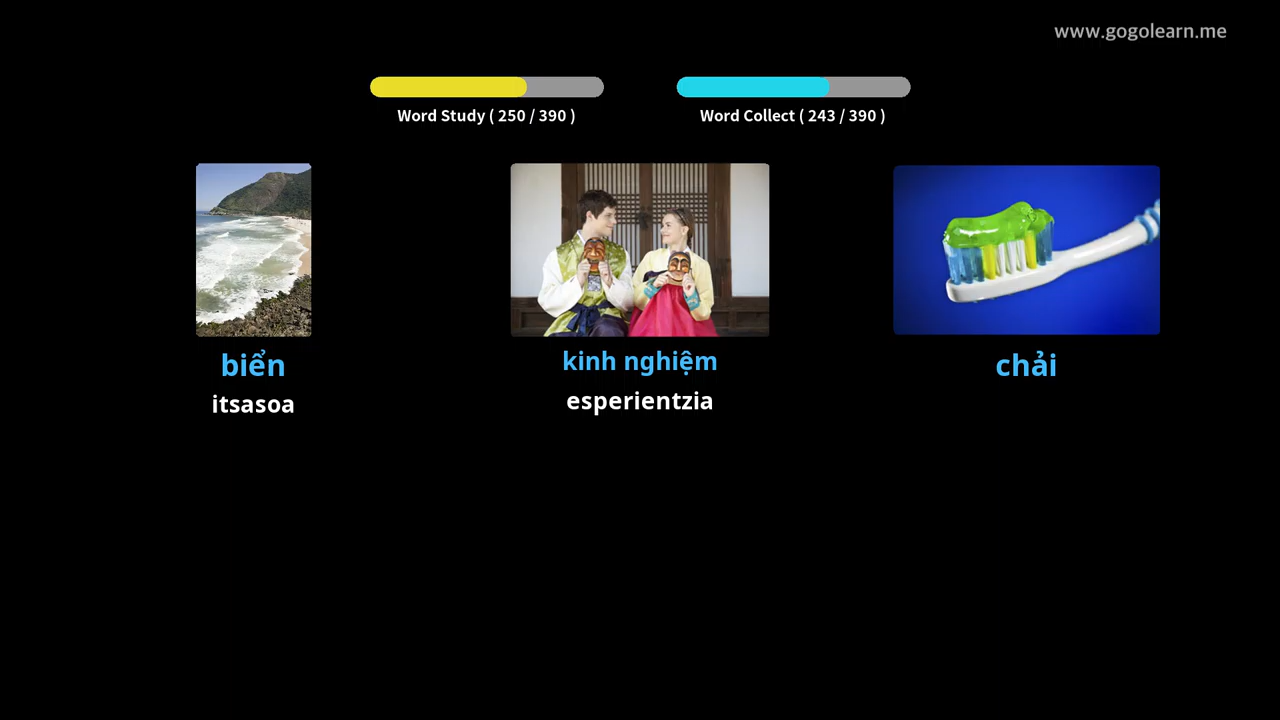 www.gogolearn.me
Word Study ( 250 / 390 )
Word Collect ( 243 / 390 )
biển
itsasoa
kinh nghiệm
esperientzia
chải